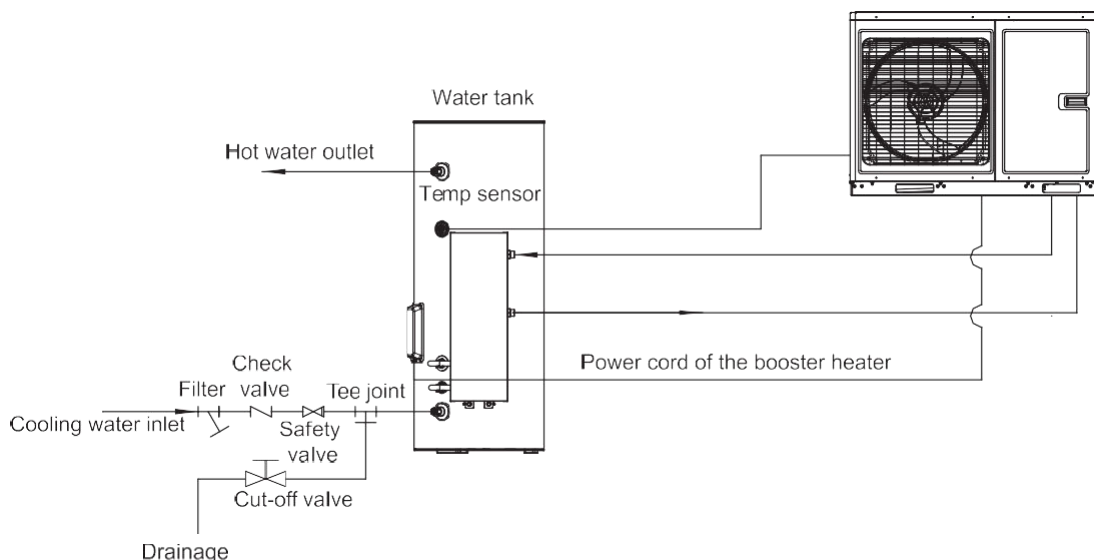 Water tank
Hot water outlet
Temp sensor
Power cord of the booster heater
Check
valve
Filter
Tee joint
Cooling water inlet
Safety
valve
Cut-off valve
Drainage